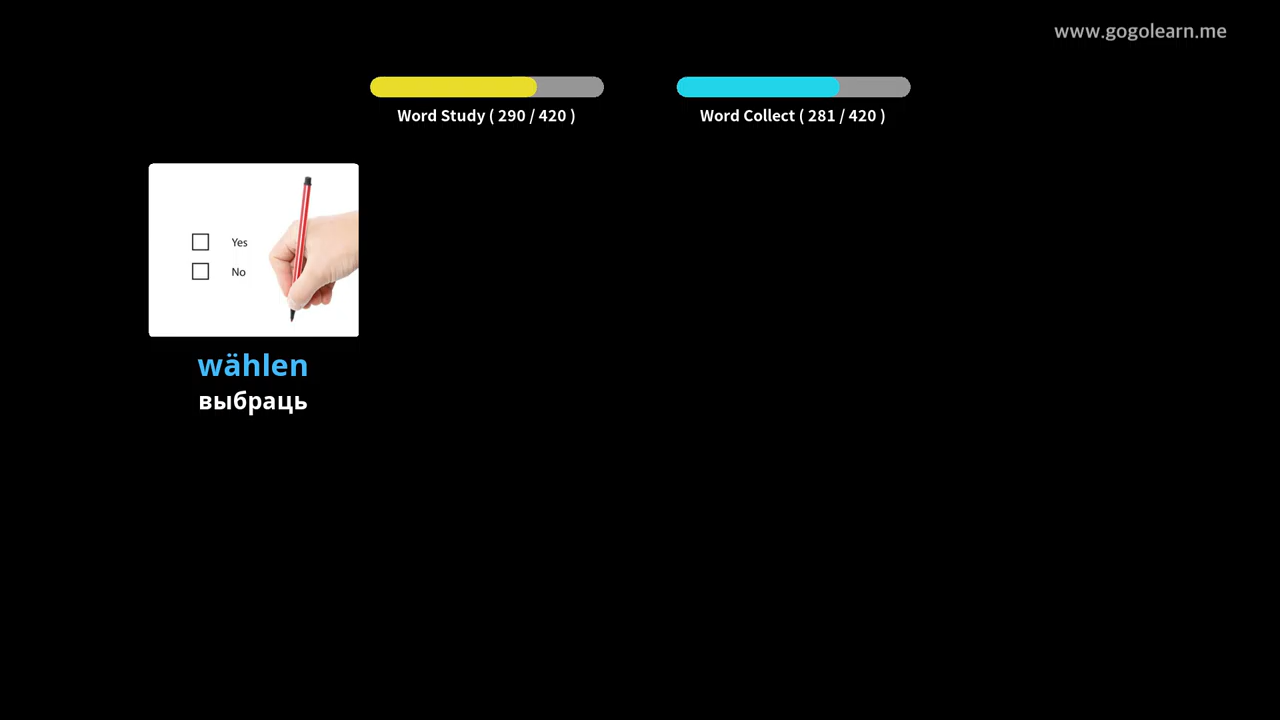 www.gogolearn.me
Word Study ( 290 / 420 )
Word Collect ( 281 / 420 )
Yes
No
wählen
выбраць